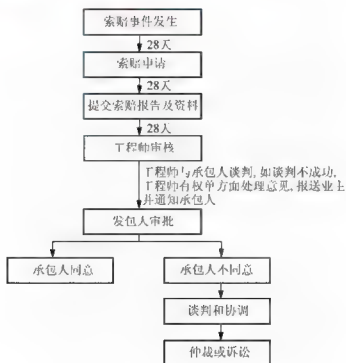 索赔事件发生
28天
索赔申请
28天
提交索赔报告及资料
28天
工程师审核
工程师与承包人谈判, 如谈判不成功,
工程师有权单方面处理意见, 报送业主
并通知承包人
发包人审批
承包人同意
承包人不同意
谈判和协调
仲裁或诉讼